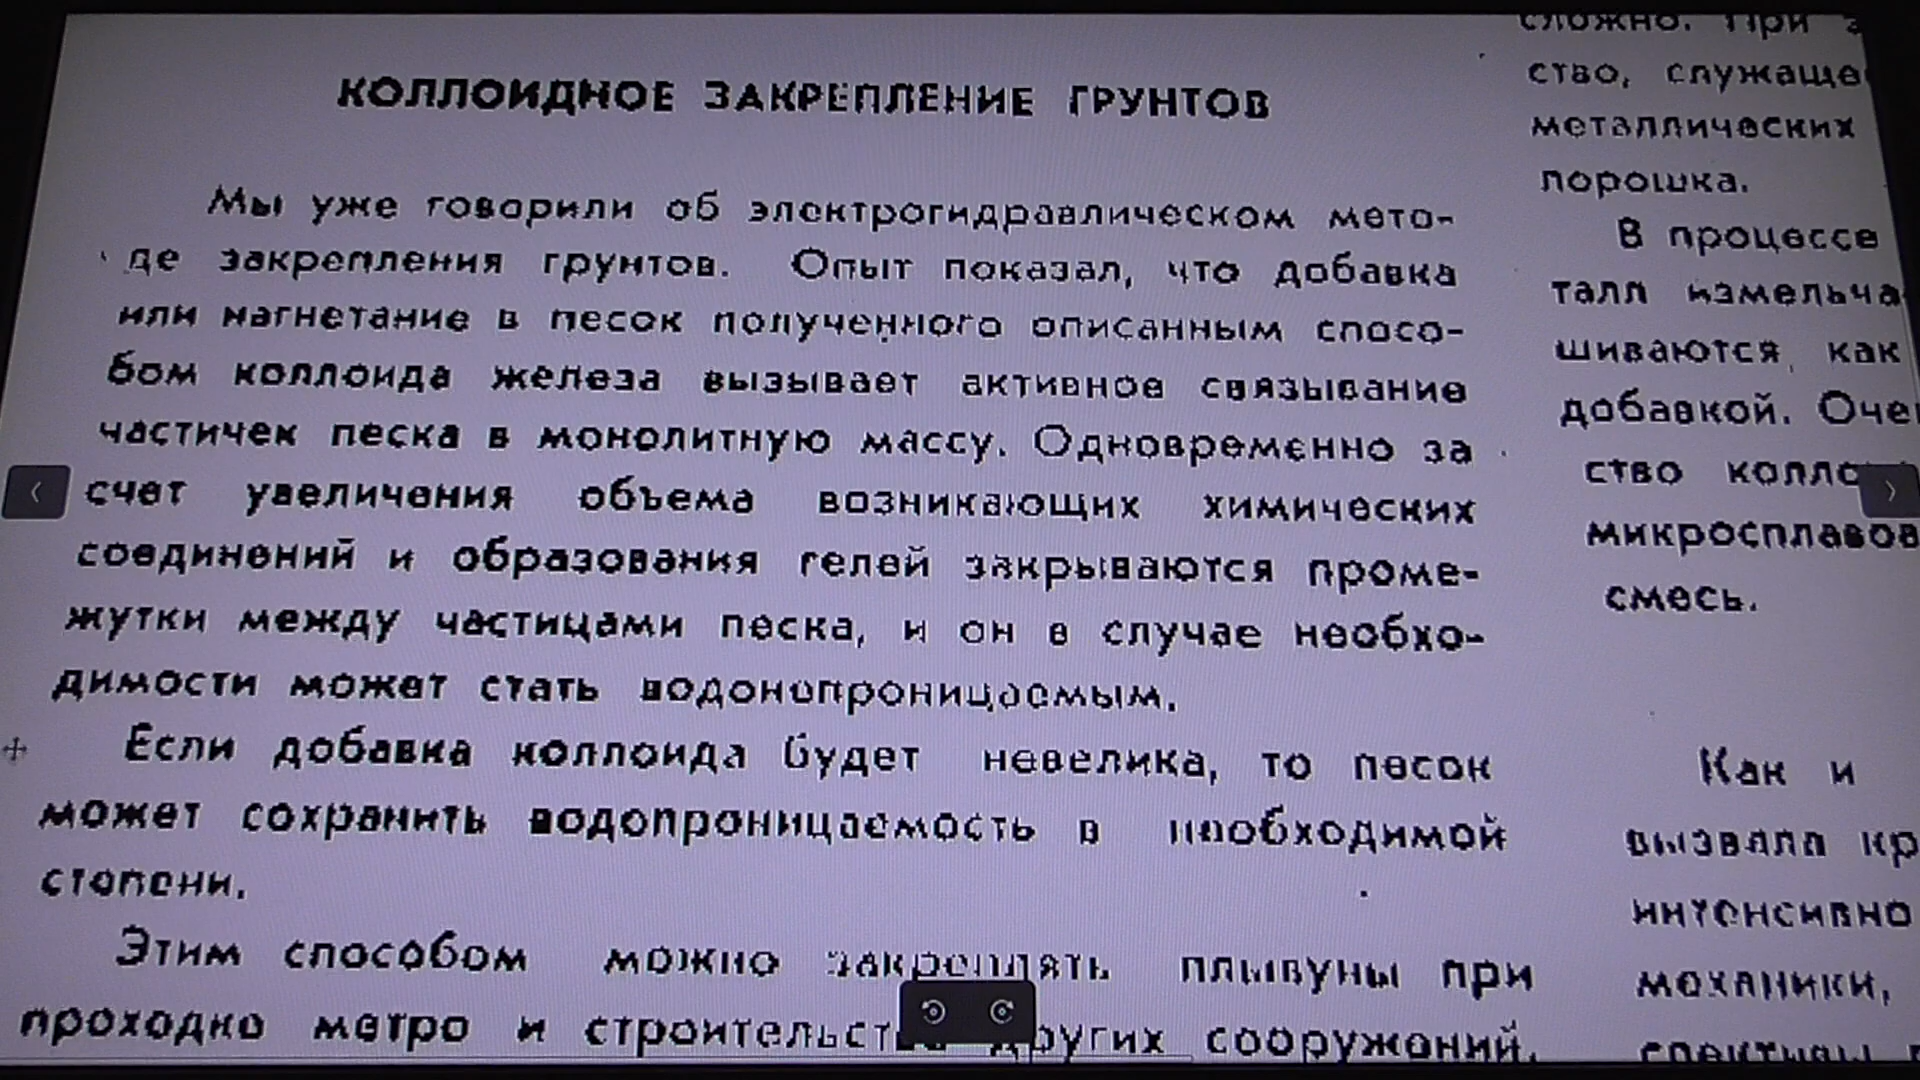 КОЛЛОИДНОЕ ЗАКРЕПЛЕНИЕ ГРУНТОВ
Мы уже говорили об электрогидравлическом мето-
де закрепления грунтов. Опыт показал, что добавка
или нагнетание в песок полученного описанным спосо-
бом коллоида железа вызывает активное связывание
частичек песка в монолитную массу. Одновременно за
счет увеличения объема возникающих химических
соединений и образования гелей закрываются проме-
жутки между частицами песка, и он в случае необхо-
димости может стать водонепроницаемым.
Если добавка коллоида будет невелика, то песок
может сохранить водопроницаемость в необходимой
степени.
Этим способом можно закреплять плывуны при
проходке метро и строительстве других сооружений.
сложно. При з
ство, служаще
металлических
порошка.
В процессе
талл измельча
шиваются, как
добавкой. Оче
ство колло
микросплавов
смесь.
Как и
вызвала кр
интенсивно
механики,